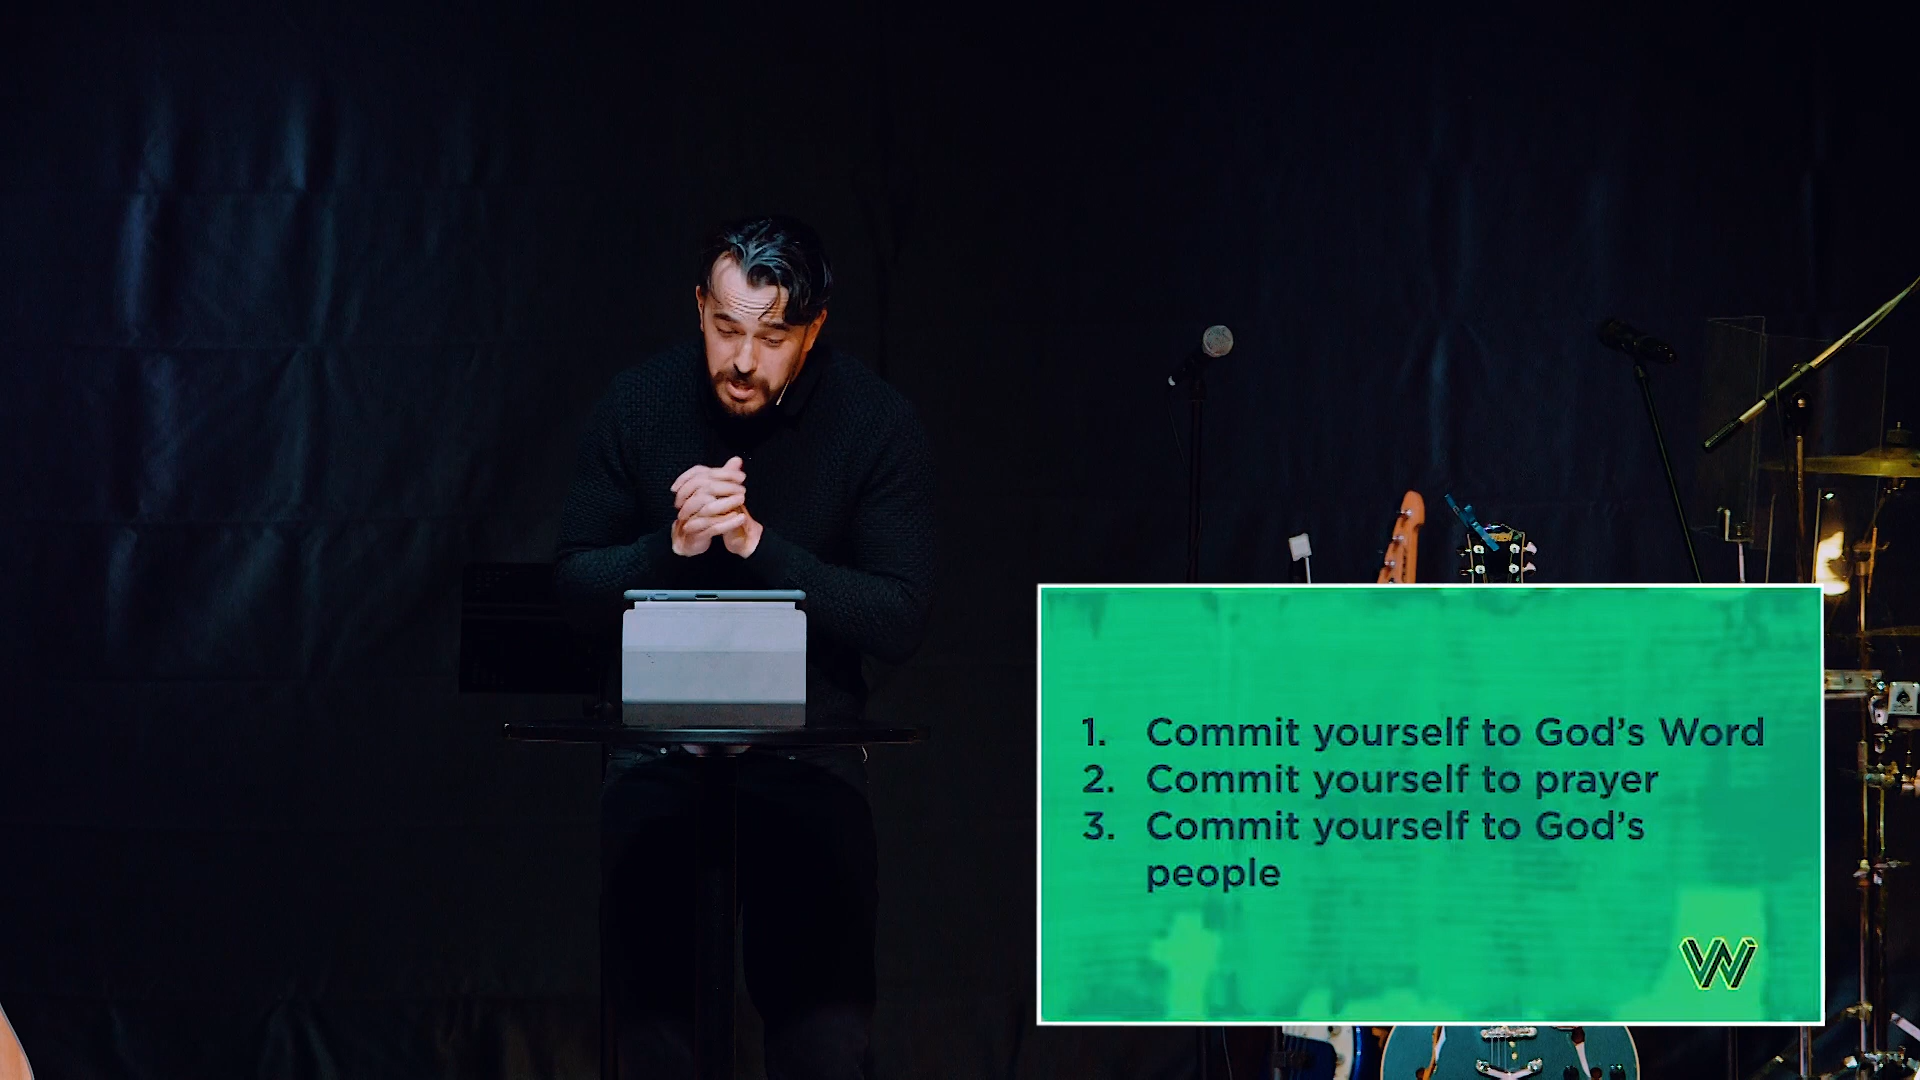 1. Commit yourself to God's Word
2. Commit yourself to prayer
3. Commit yourself to God's
people
W